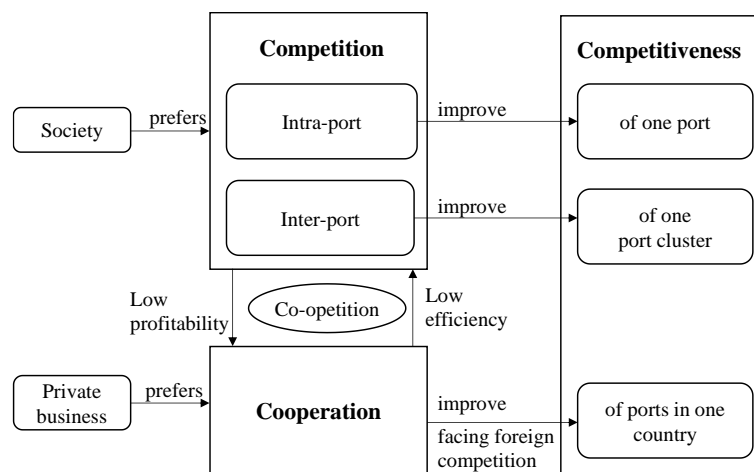 Competition
Competitiveness
Society
prefers
Intra-port
improve
of one port
Inter-port
improve
of one
port cluster
Low
profitability
Co-opetition
Low
efficiency
Private
business
prefers
Cooperation
improve
facing foreign
competition
of ports in one
country